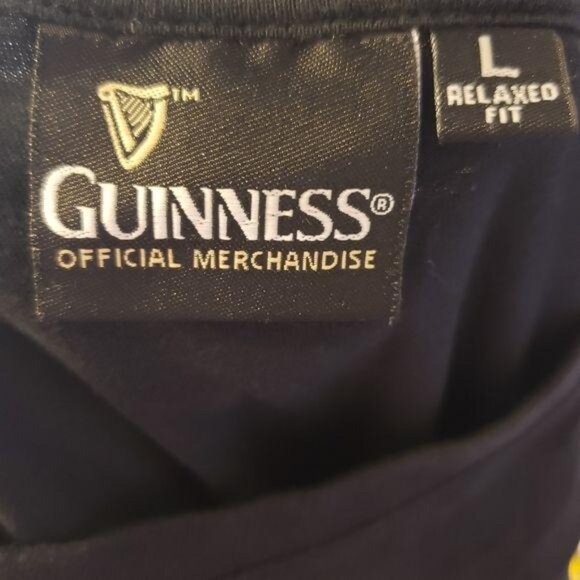 TM
GUINNESS®
OFFICIAL MERCHANDISE
L
RELAXED
FIT